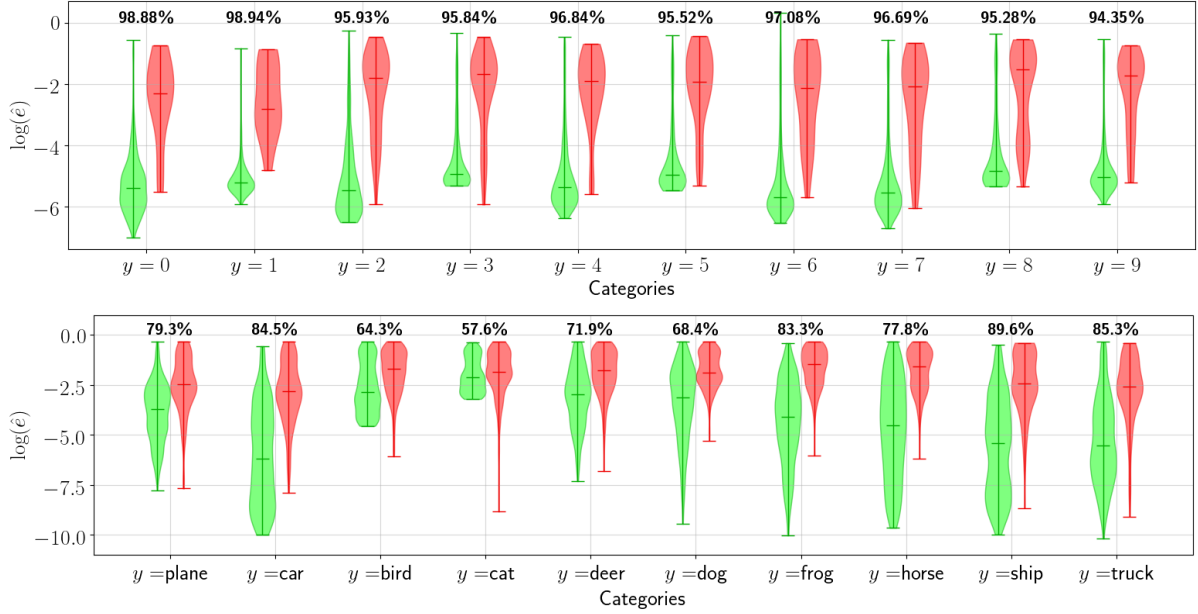 98.88% 98.94% 95.93% 95.84% 96.84% 95.52% 97.08% 96.69% 95.28% 94.35%
0
−2
−4
−6
log(ê)
y = 0 y = 1 y = 2 y = 3 y = 4 y = 5 y = 6 y = 7 y = 8 y = 9
Categories
79.3% 84.5% 64.3% 57.6% 71.9% 68.4% 83.3% 77.8% 89.6% 85.3%
0.0
−2.5
−5.0
−7.5
−10.0
log(ê)
y =plane y =car y =bird y =cat y =deer y =dog y =frog y =horse y =ship y =truck
Categories